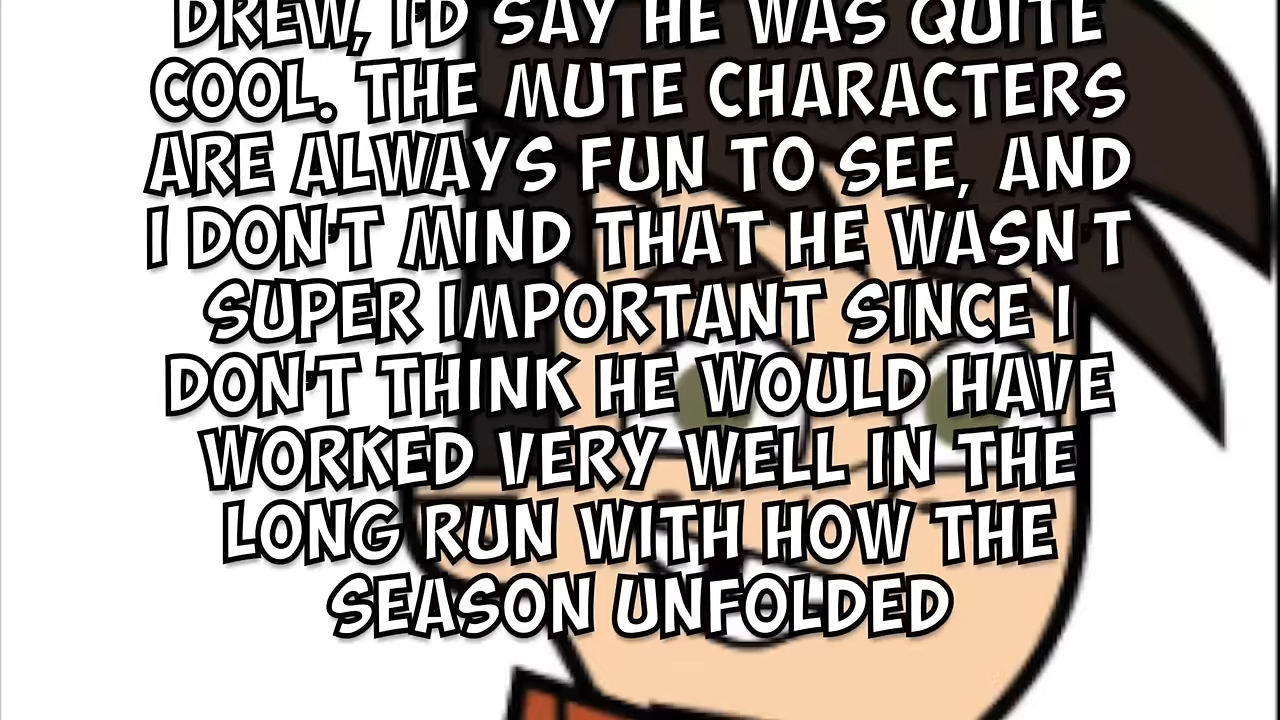 DREW, I'D SAY HE WAS QUITE
COOL. THE MUTE CHARACTERS
ARE ALWAYS FUN TO SEE, AND
I DON'T MIND THAT HE WASN'T
SUPER IMPORTANT SINCE I
DON'T THINK HE WOULD HAVE
WORKED VERY WELL IN THE
LONG RUN WITH HOW THE
SEASON UNFOLDED